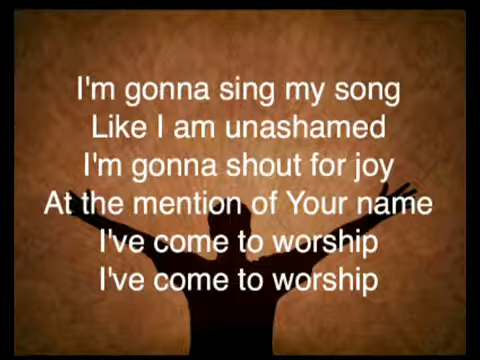 I'm gonna sing my song
Like I am unashamed
I'm gonna shout for joy
At the mention of Your name
I've come to worship
I've come to worship